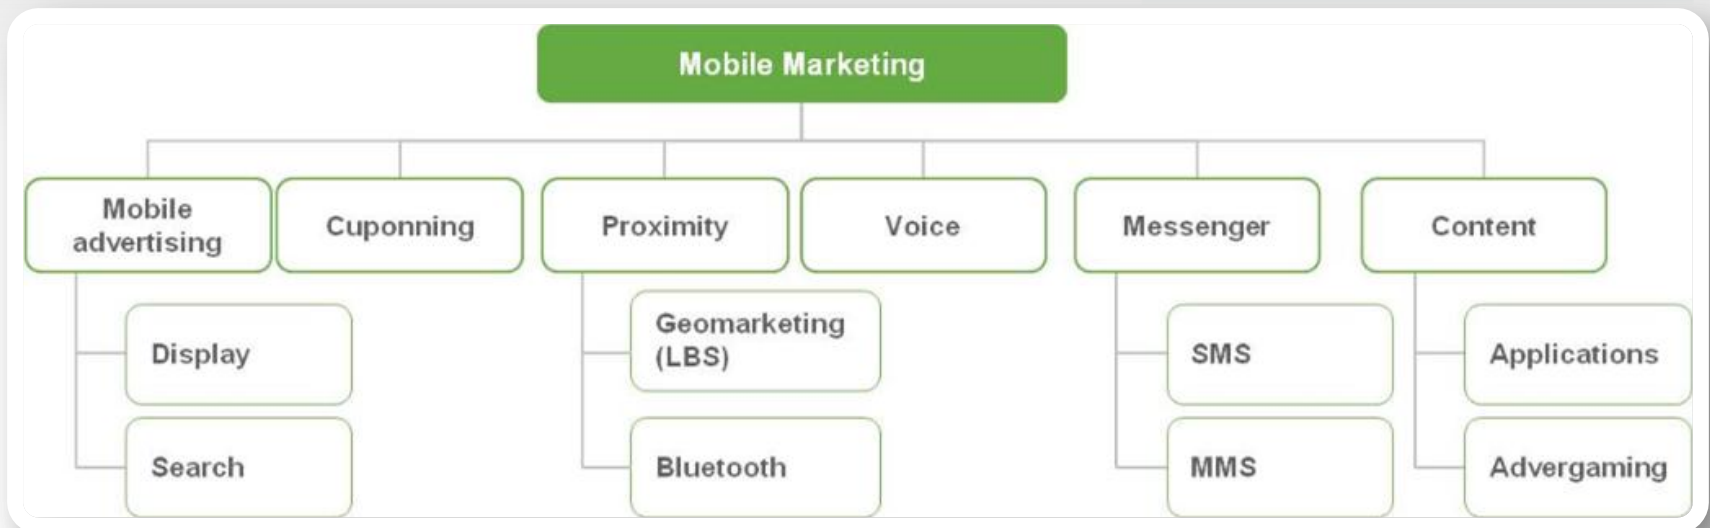 Mobile Marketing
Mobile
advertising
Cuponning
Proximity
Voice
Messenger
Content
Display
Search
Geomarketing
(LBS)
Bluetooth
SMS
MMS
Applications
Advergaming